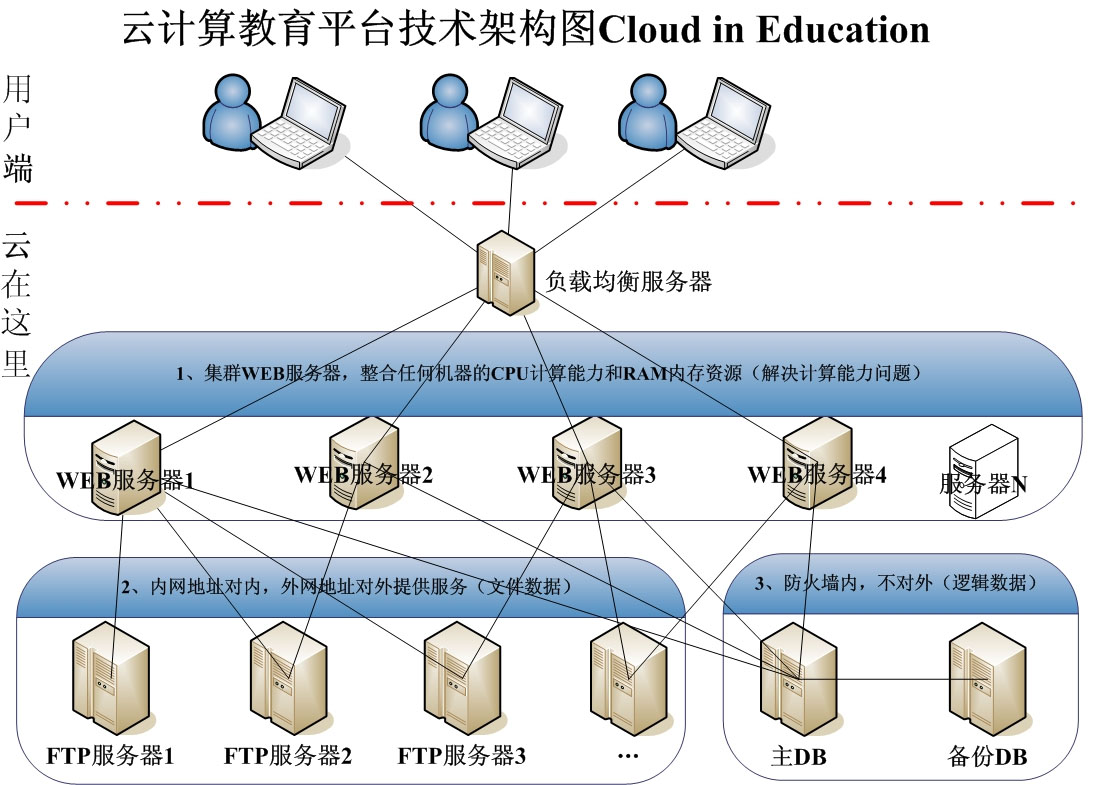 云计算教育平台技术架构图Cloud in Education
用户端
云在这里
负载均衡服务器
1、集群WEB服务器，整合任何机器的CPU计算能力和RAM内存资源（解决计算能力问题）
WEB服务器1
WEB服务器2
WEB服务器3
WEB服务器4
服务器N
2、内网地址对内，外网地址对外提供服务（文件数据）
3、防火墙内，不对外（逻辑数据）
FTP服务器1
FTP服务器2
FTP服务器3
…
主DB
备份DB